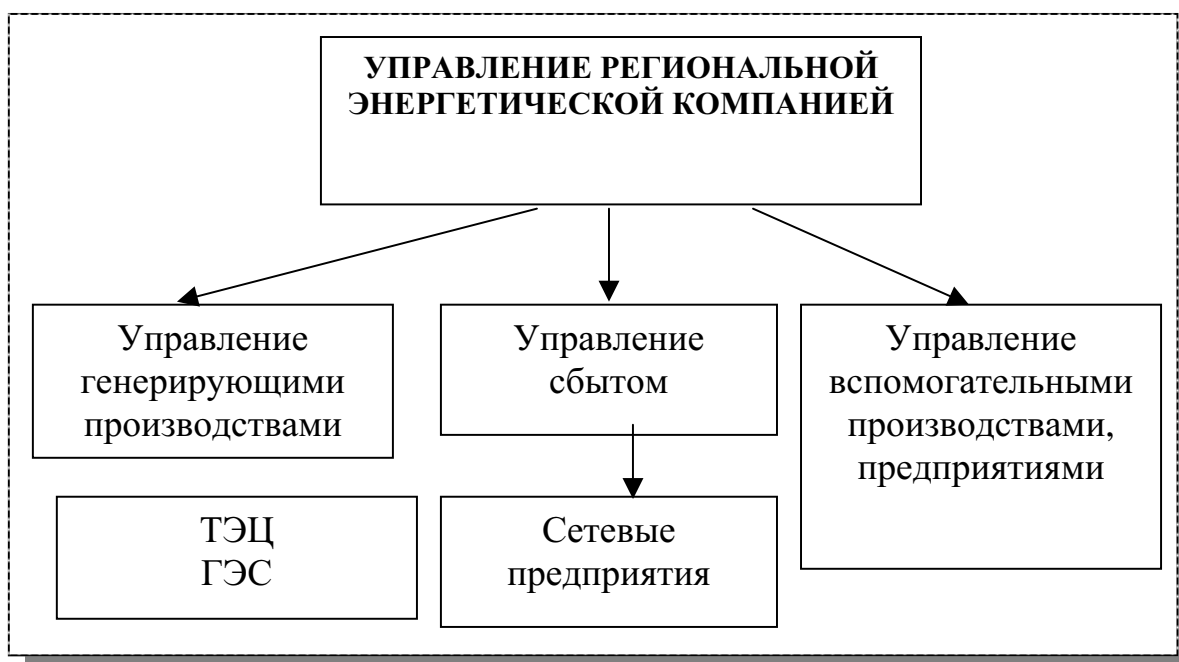 УПРАВЛЕНИЕ РЕГИОНАЛЬНОЙ
ЭНЕРГЕТИЧЕСКОЙ КОМПАНИЕЙ
Управление
генерирующими
производствами
Управление
сбытом
Управление
вспомогательными
производствами,
предприятиями
ТЭЦ
ГЭС
Сетевые
предприятия